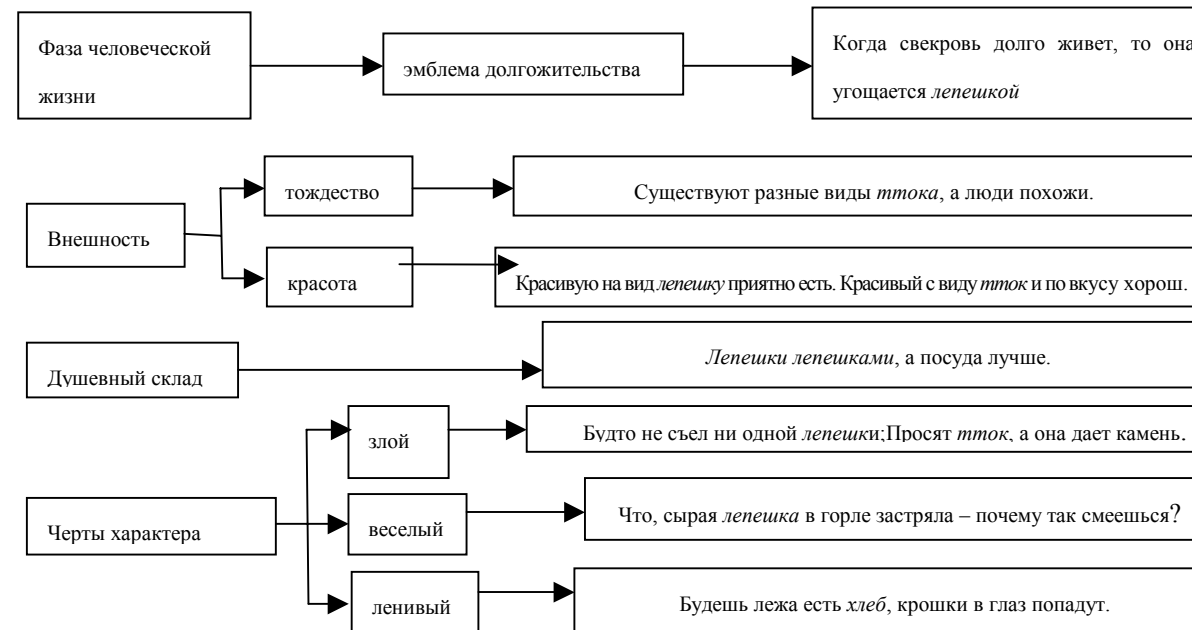 Фаза человеческой
жизни
эмблема долгожительства
Когда свекровь долго живет, то она
угощается лепешкой
Внешность
тождество
Существуют разные виды ттока, а люди похожи.
красота
Красивую на вид лепешку приятно есть. Красивый с виду тток и по вкусу хорош.
Душевный склад
Лепешки лепешками, а посуда лучше.
Черты характера
злой
Будто не съел ни одной лепешки;Просят тток, а она дает камень.
веселый
Что, сырая лепешка в горле застряла – почему так смеешься?
ленивый
Будешь лежа есть хлеб, крошки в глаз попадут.